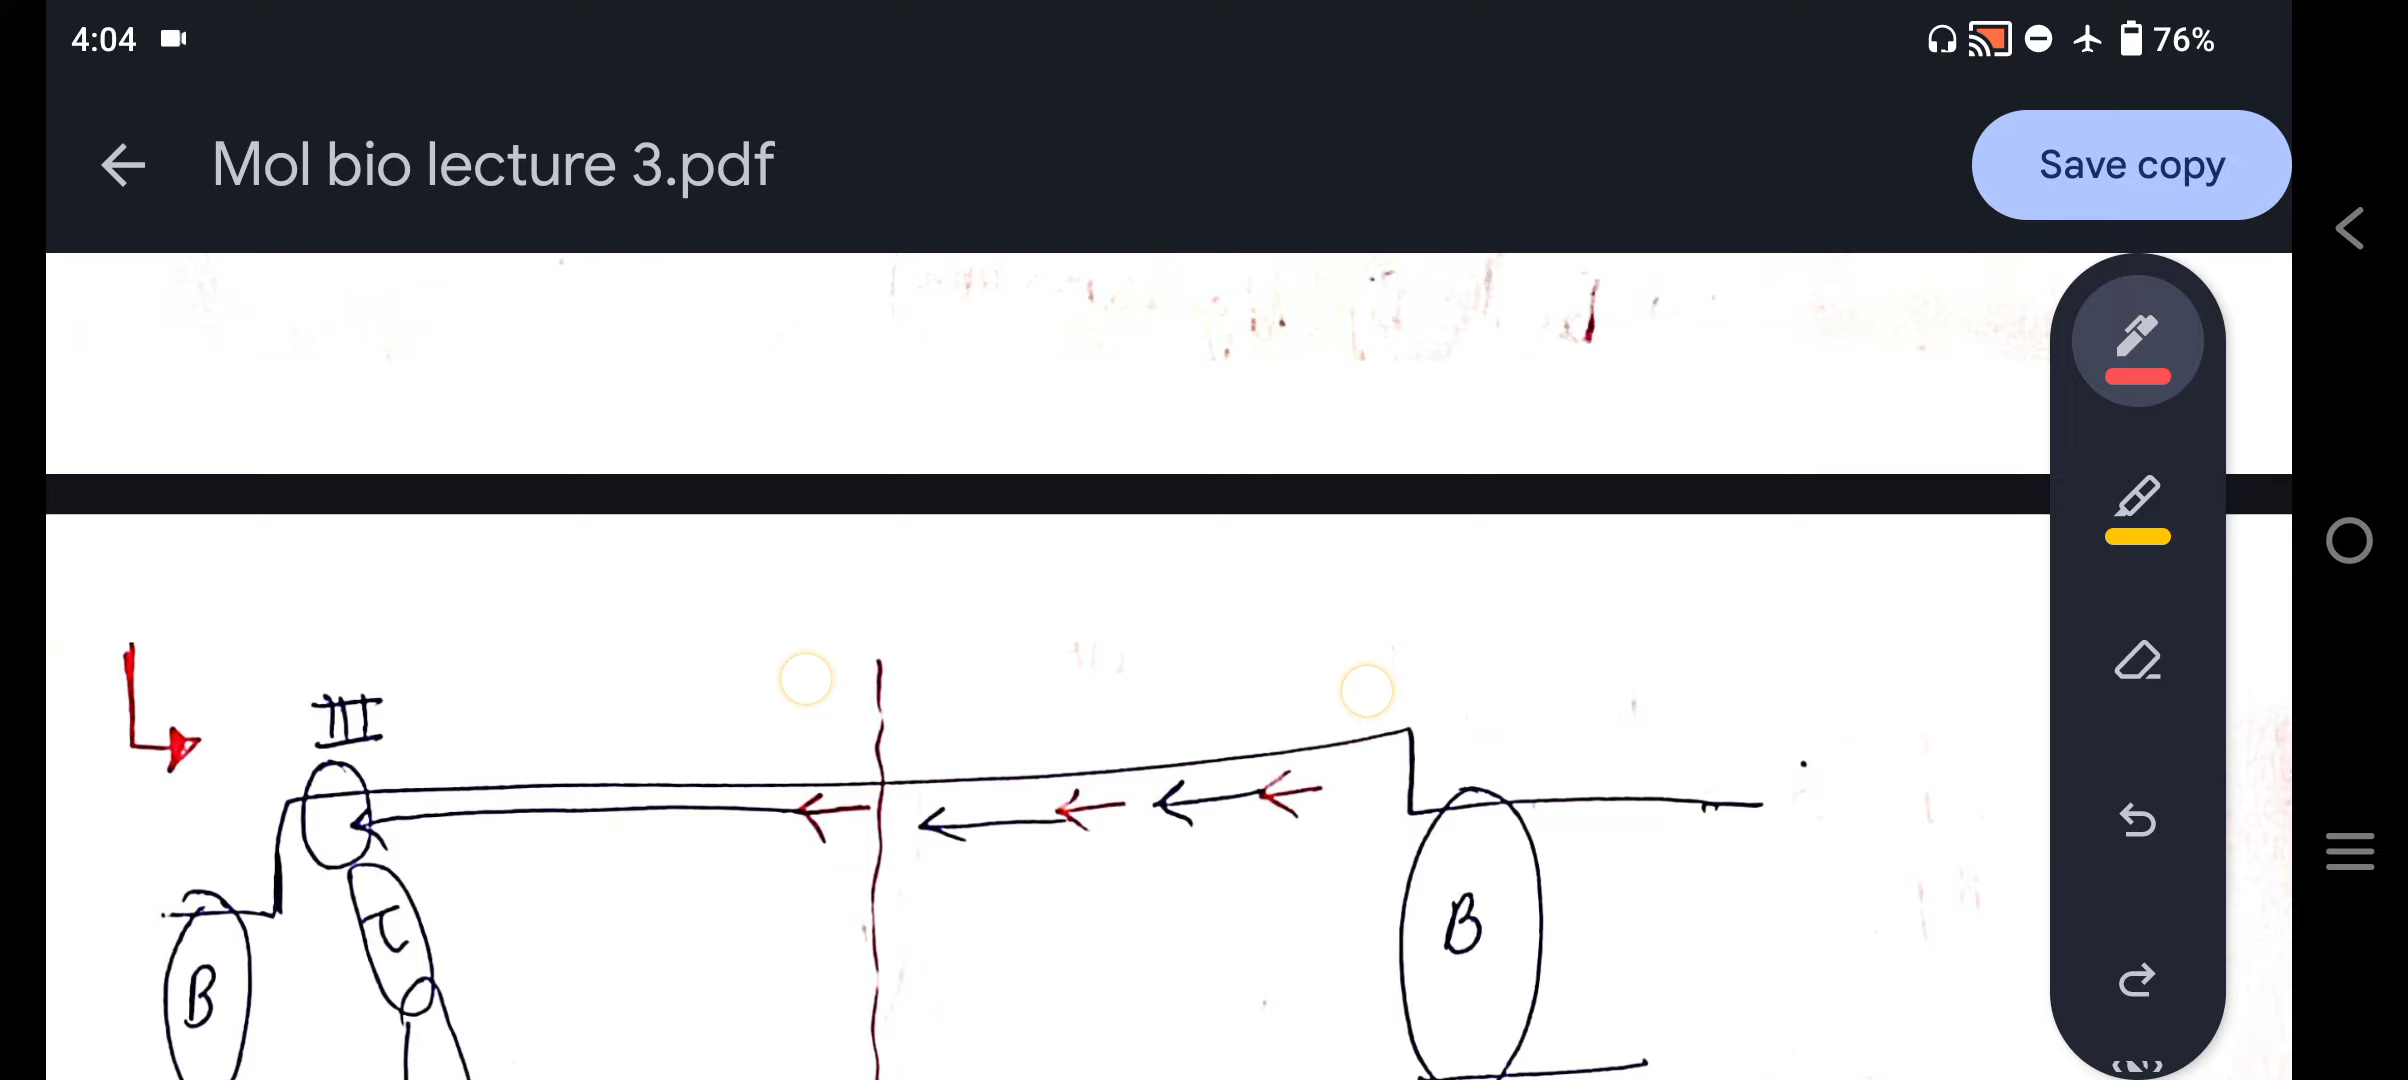 4:04 76%
Mol bio lecture 3.pdf
Save copy
III
B
τ
B